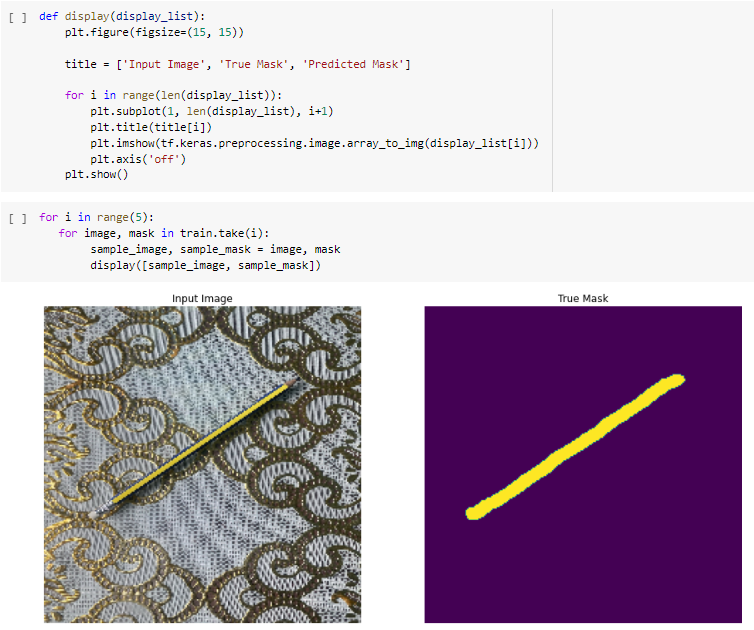 [ ] def display(display_list):
plt.figure(figsize=(15, 15))
title = ['Input Image', 'True Mask', 'Predicted Mask']
for i in range(len(display_list)):
plt.subplot(1, len(display_list), i+1)
plt.title(title[i])
plt.imshow(tf.keras.preprocessing.image.array_to_img(display_list[i]))
plt.axis('off')
plt.show()
[ ] for i in range(5):
for image, mask in train.take(i):
sample_image, sample_mask = image, mask
display([sample_image, sample_mask])
Input Image
True Mask